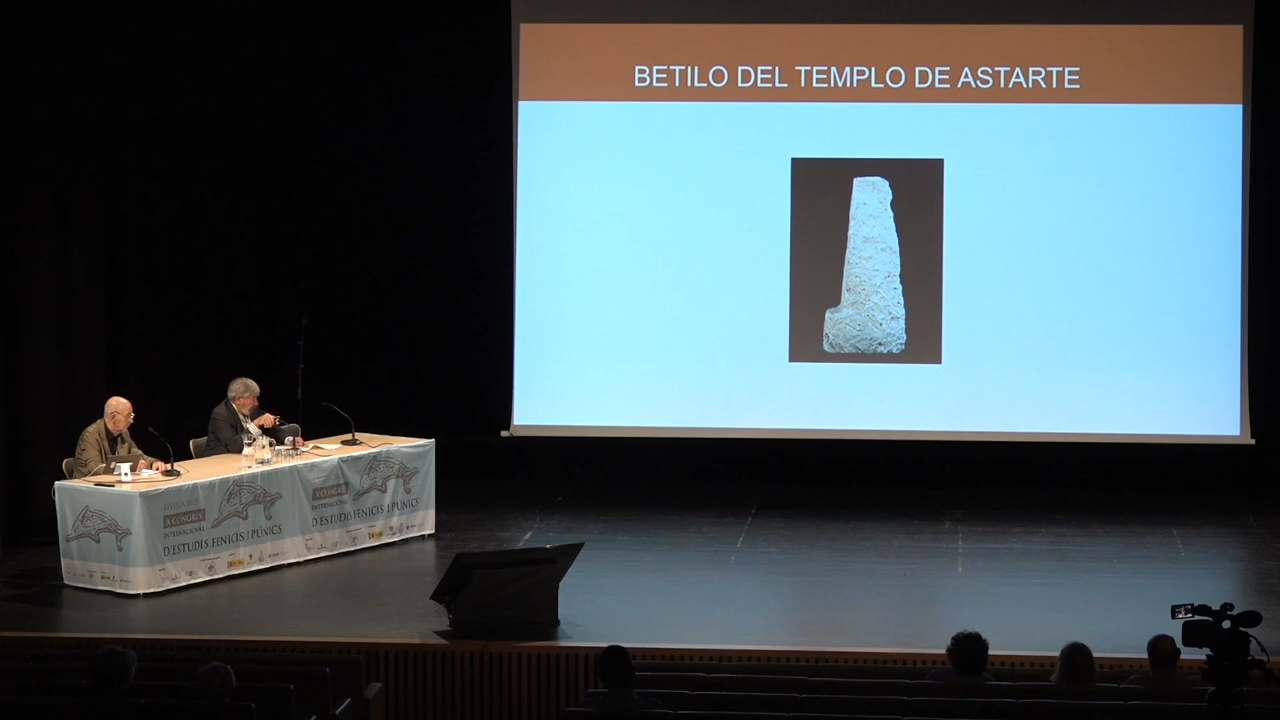 BETILO DEL TEMPLO DE ASTARTE
X CONGRÉS
INTERNACIONAL
D'ESTUDIS FENICIS I PÚNICS
X CONGRÉS
INTERNACIONAL
D'ESTUDIS FENICIS I PÚNICS